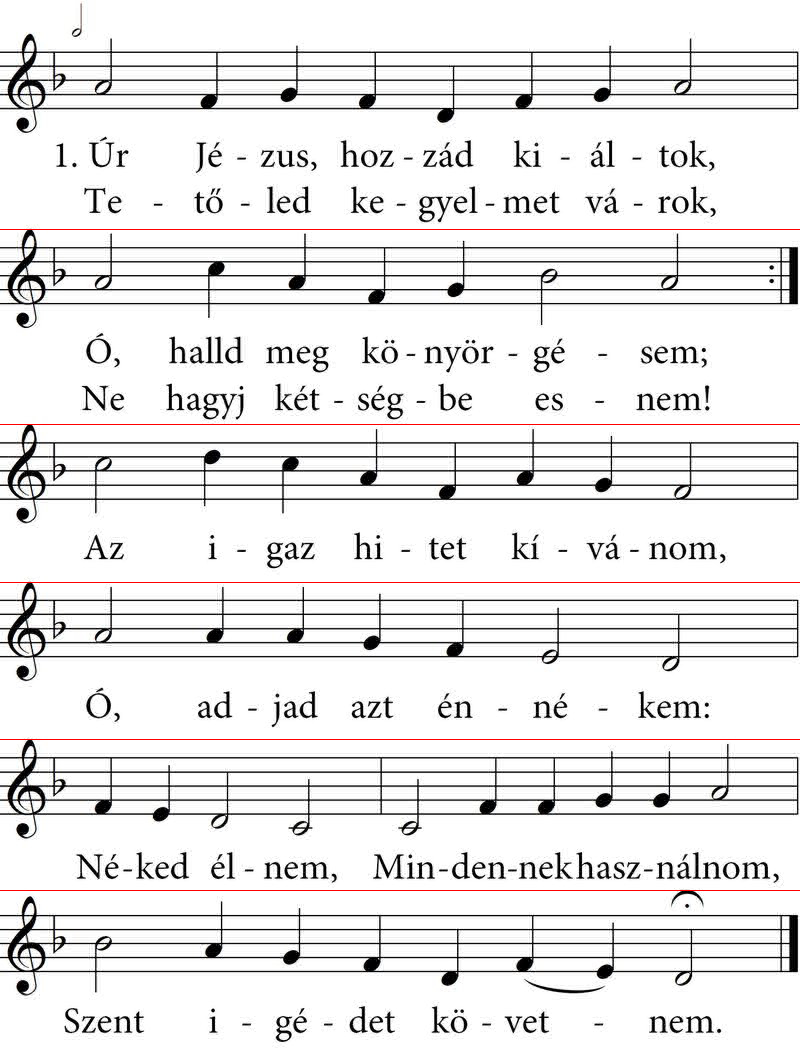 1. Úr Jé - zus, hoz - zád ki - ál - tok,
Te - tő - led ke - gyel - met vá - rok,
Ó, halld meg kö - nyör - gé - sem;
Ne hagyj két - ség - be es - nem!
Az i - gaz hi - tet kí - vá - nom,
Ó, ad - jad azt én - né - kem:
Né - ked él - nem, Min - den - nek hasz - nálnom,
Szent i - gé - det kö - vet - nem.